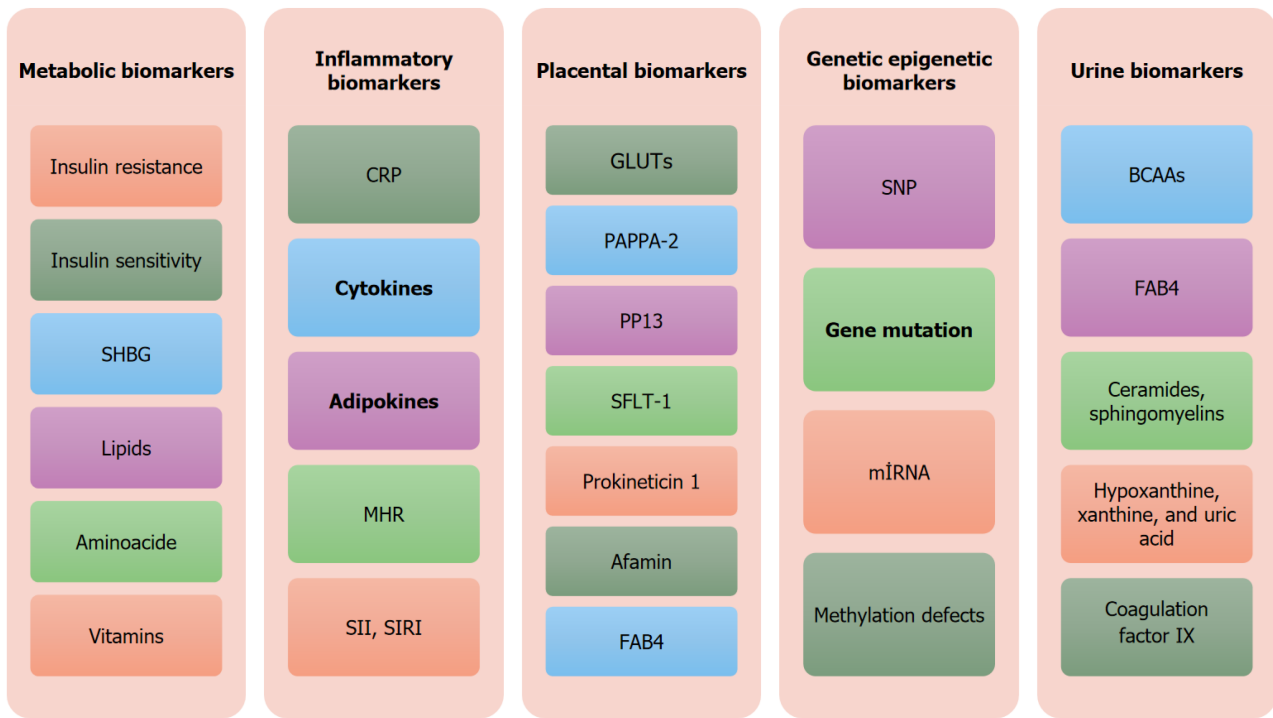 Metabolic biomarkers
Insulin resistance
Insulin sensitivity
SHBG
Lipids
Aminoacide
Vitamins
Inflammatory
biomarkers
CRP
Cytokines
Adipokines
MHR
SII, SIRI
Placental biomarkers
GLUTs
PAPPA-2
PP13
SFLT-1
Prokineticin 1
Afamin
FAB4
Genetic epigenetic
biomarkers
SNP
Gene mutation
mİRNA
Methylation defects
Urine biomarkers
BCAAs
FAB4
Ceramides,
sphingomyelins
Hypoxanthine,
xanthine, and uric
acid
Coagulation
factor IX